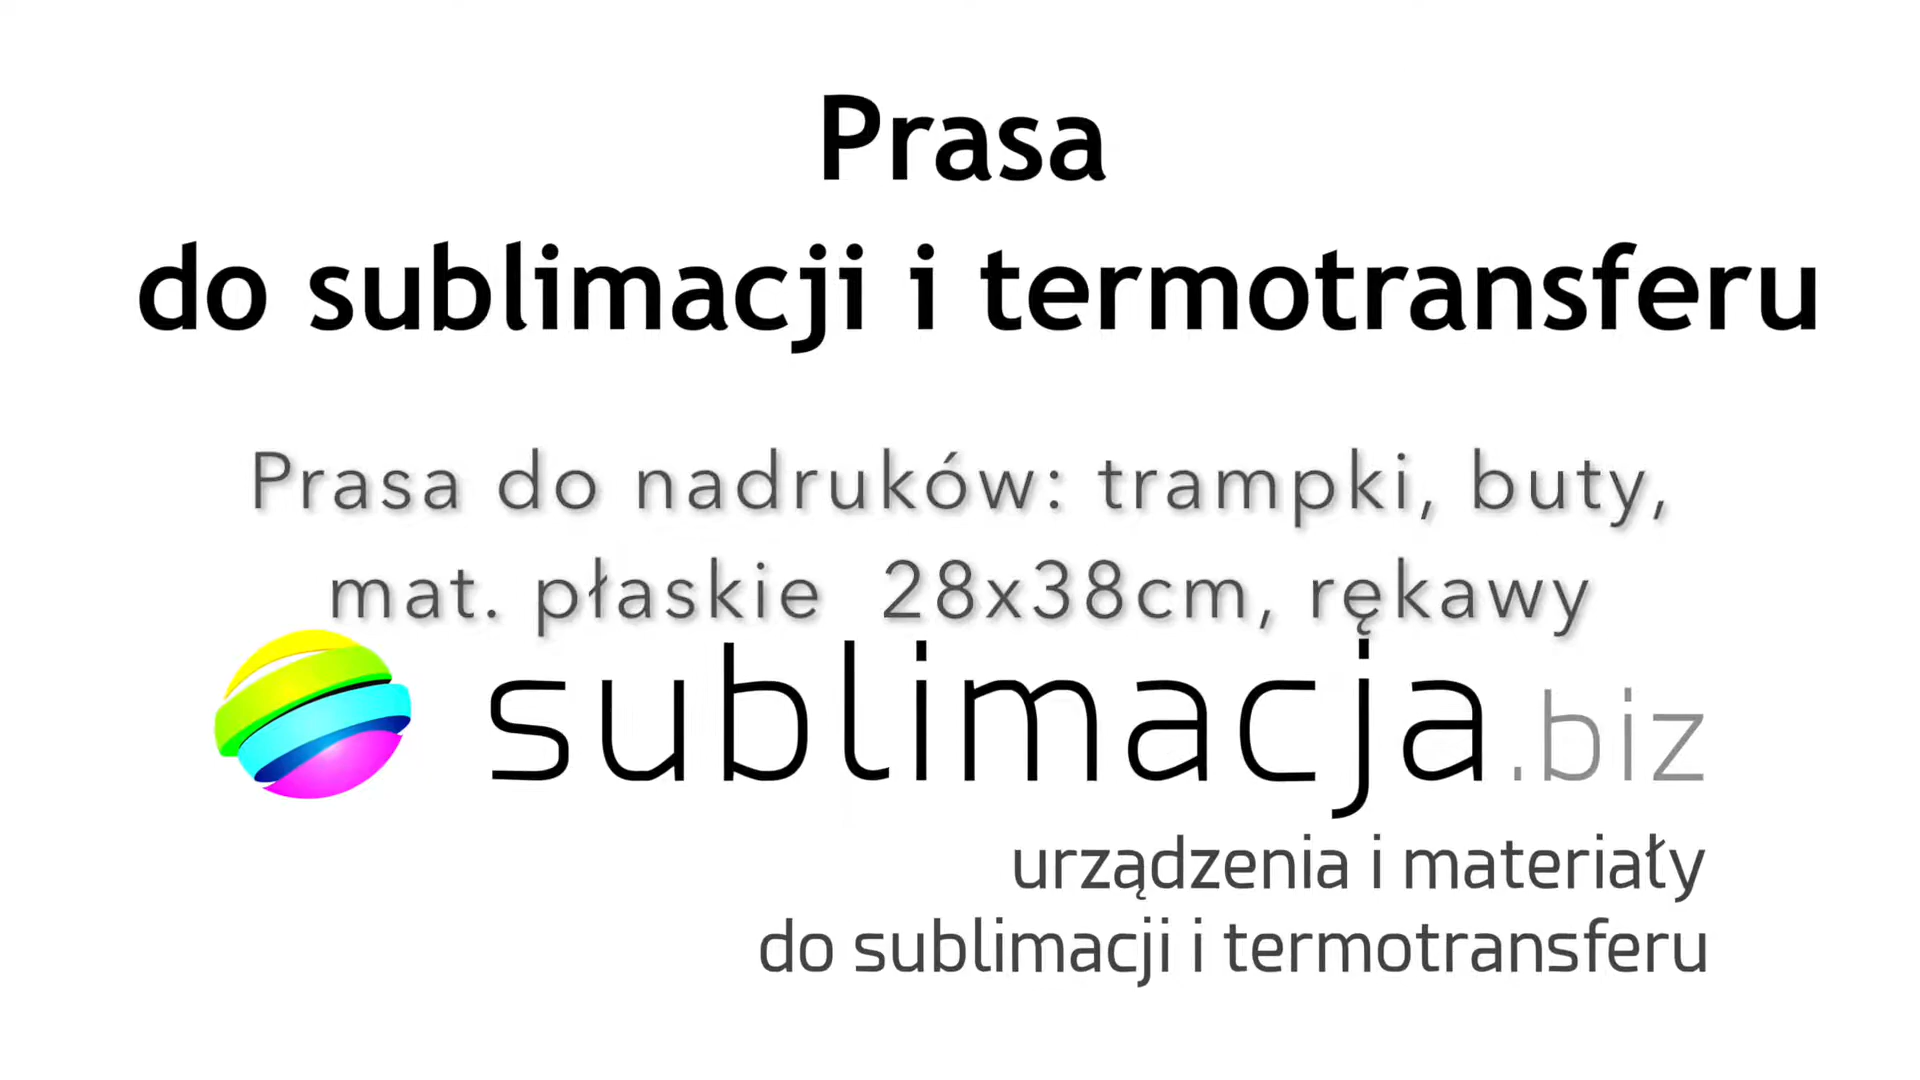 Prasa
do sublimacji i termotransferu
Prasa do nadruków: trampki, buty,
mat. płaskie 28x38cm, rękawy
sublimacja.biz
urządzenia i materiały
do sublimacji i termotransferu